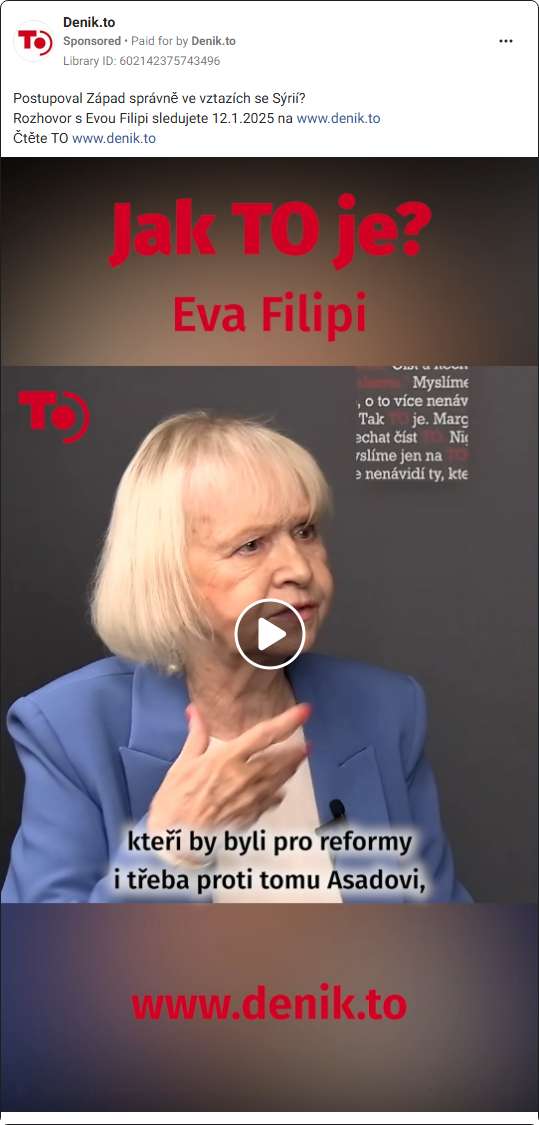 Denik.to
Sponsored • Paid for by Denik.to
Library ID: 602142375743496
Postupoval Západ správně ve vztazích se Sýrií?
Rozhovor s Evou Filipi sledujete 12.1.2025 na www.denik.to
Čtěte TO www.denik.to
Jak TO je?
Eva Filipi
TO
Myslíme
, o to více nenáv
Tak TO je. Marg
echat číst TO. Nig
yslíme jen na TO
e nenávidí ty, kte
kteří by byli pro reformy
i třeba proti tomu Asadovi,
www.denik.to